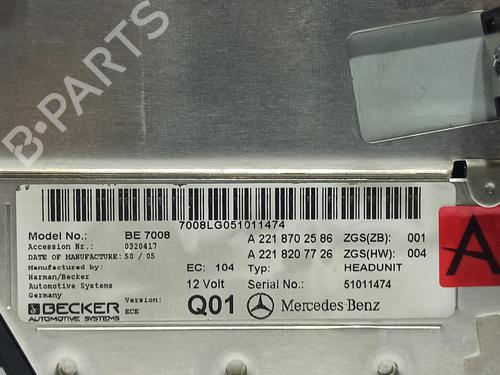 B-PARTS
7008LG051011474
Model No.: BE 7008 A 221 870 25 86 ZGS(ZB): 001
Accession Nr.: 0320417
DATE OF MANUFACTURE: 50 / 05 A 221 820 77 26 ZGS(HW): 004
Manufactured by: EC: 104 Typ: HEADUNIT
Harman/Becker
Automotive Systems 12 Volt Serial No.: 51011474
Germany
Version: Q01 Mercedes-Benz
BECKER ECE
AUTOMOTIVE SYSTEMS
A